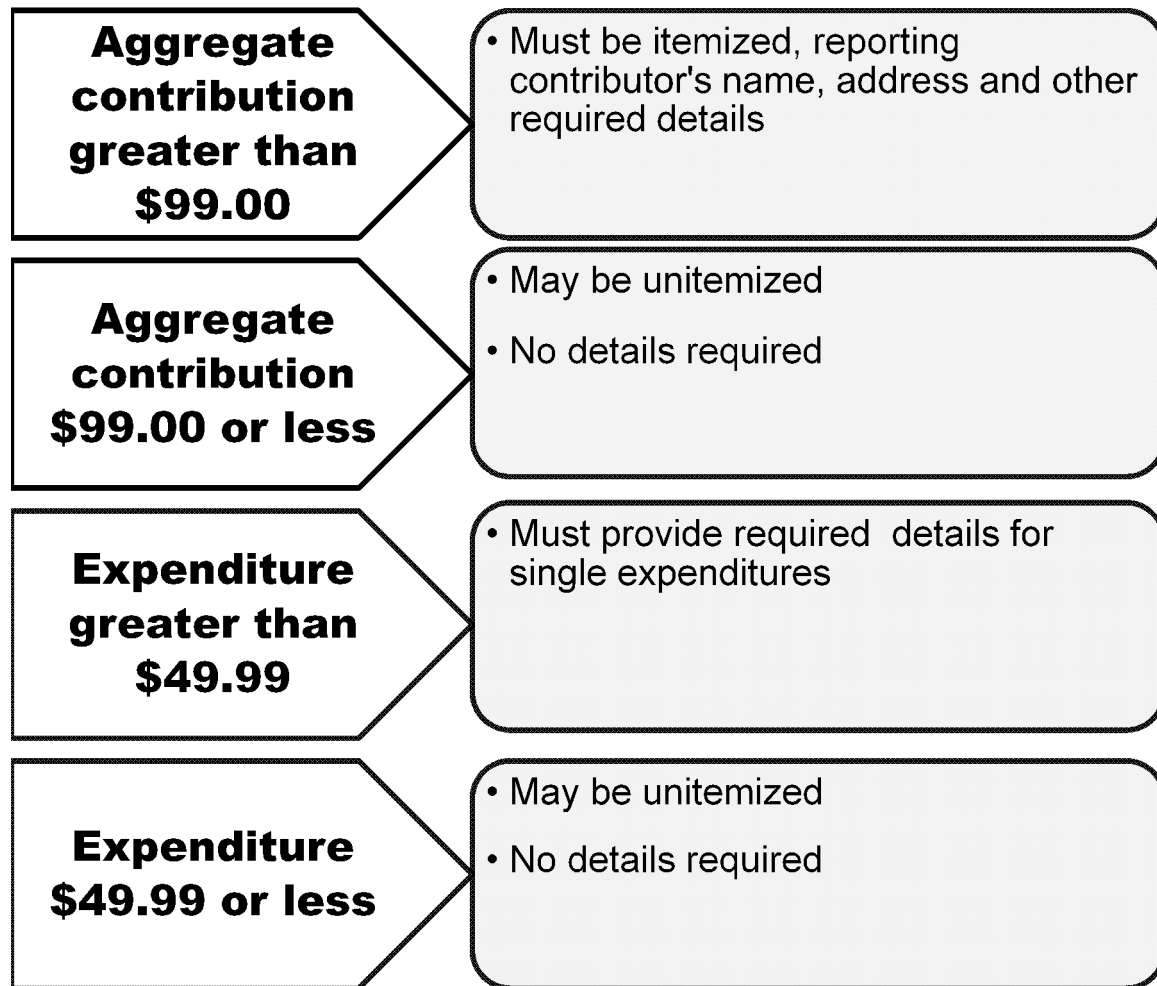 Aggregate
contribution
greater than
$99.00
• Must be itemized, reporting
contributor's name, address and other
required details
Aggregate
contribution
$99.00 or less
• May be unitemized
• No details required
Expenditure
greater than
$49.99
• Must provide required  details for
single expenditures
Expenditure
$49.99 or less
• May be unitemized
• No details required